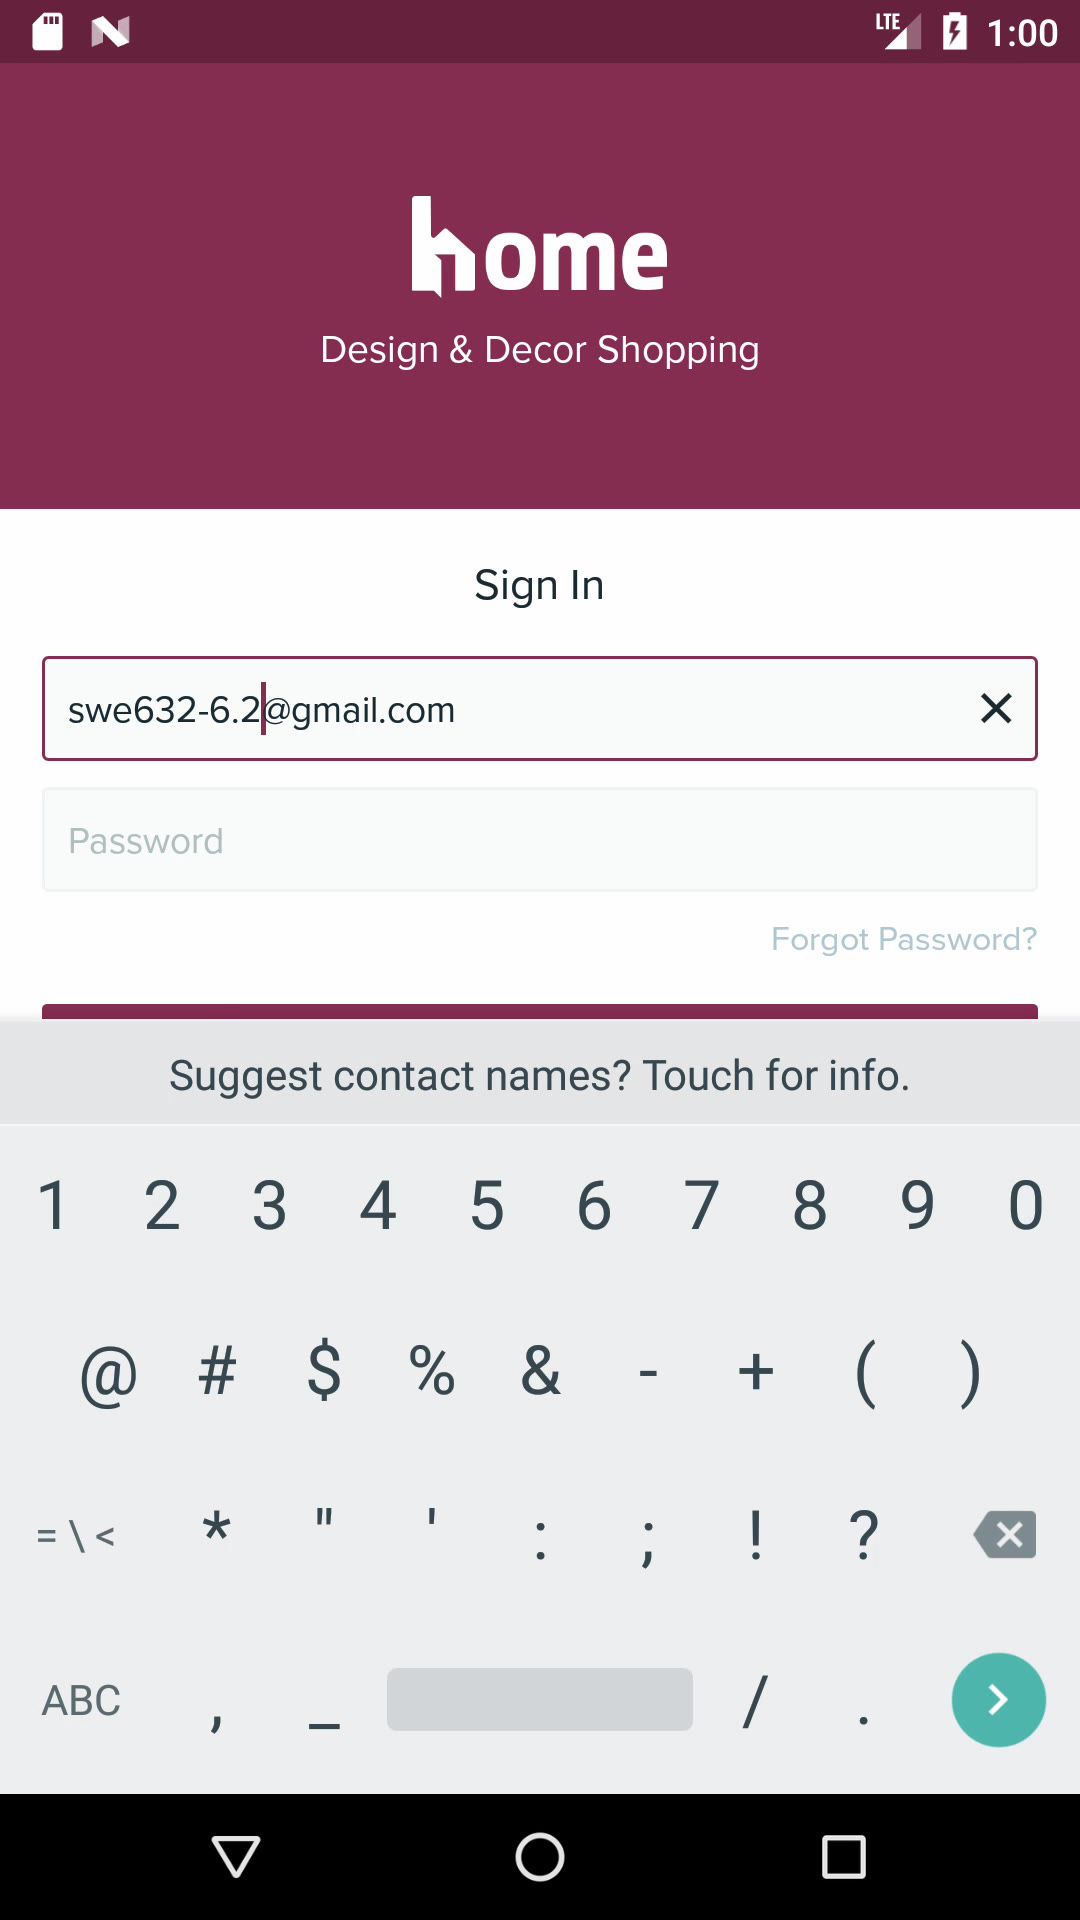 LTE 1:00
home
Design & Decor Shopping
Sign In
swe632-6.2@gmail.com
Password
Forgot Password?
Suggest contact names? Touch for info.
1 2 3 4 5 6 7 8 9 0
@ # $ % & - + ( )
= \ < * " ' : ; ! ?
ABC , _ / .